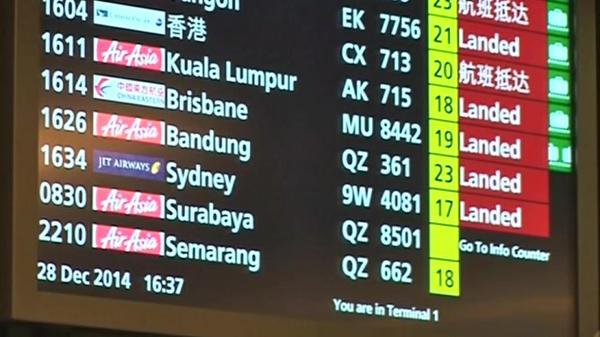 23 航班抵达
EK 7756 21 Landed
1604 香港 CX 713 20 航班抵达
1611 AirAsia Kuala Lumpur AK 715 18 Landed
1614 中國東方航空 CHINA EASTERN Brisbane MU 8442 19 Landed
1626 AirAsia Bandung QZ 361 23 Landed
1634 JET AIRWAYS Sydney 9W 4081 17 Landed
0830 AirAsia Surabaya QZ 8501 Go To Info Counter
2210 AirAsia Semarang QZ 662 18
28 Dec 2014 16:37 You are in Terminal 1